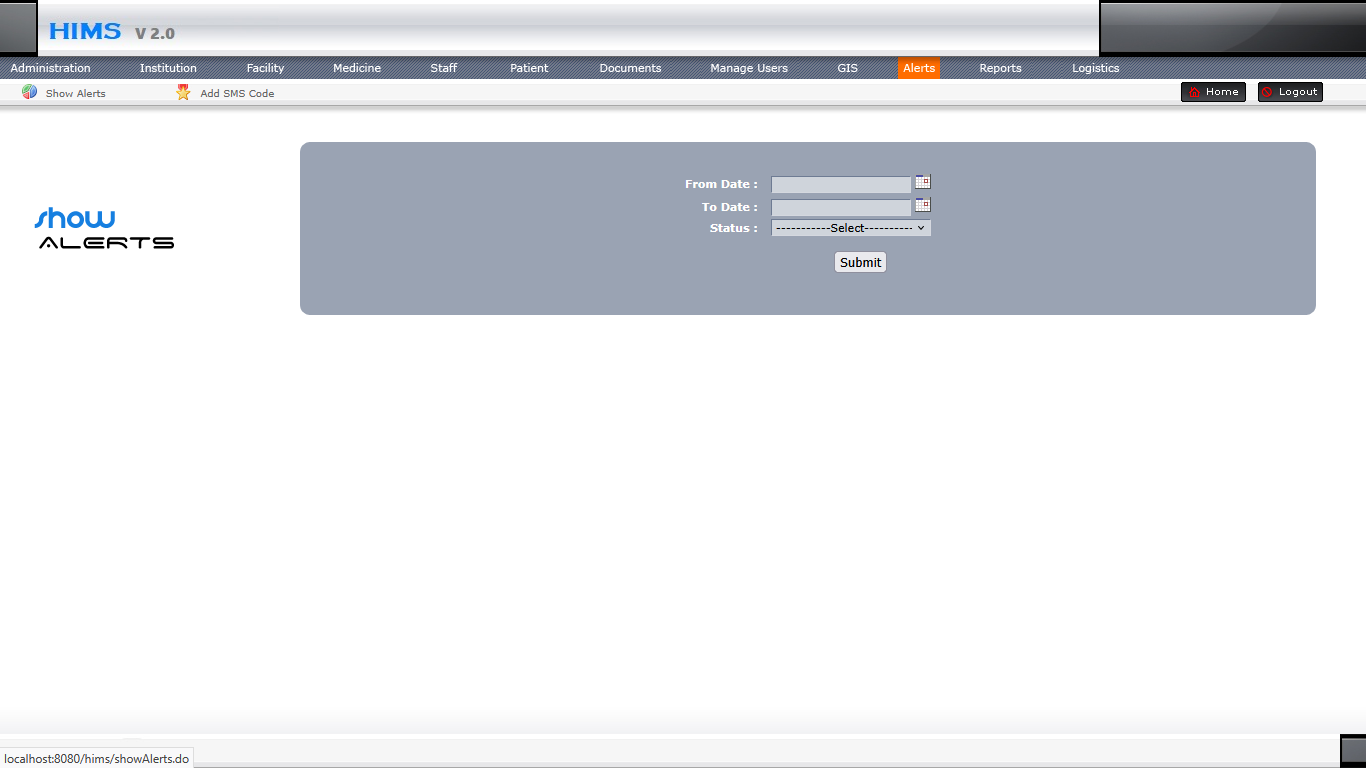 HIMS V 2.0
Administration Institution Facility Medicine Staff Patient Documents Manage Users GIS Alerts Reports Logistics
Show Alerts Add SMS Code Home Logout
From Date :
To Date :
Status : -----------Select----------
Submit
show
ALERTS
localhost:8080/hims/showAlerts.do